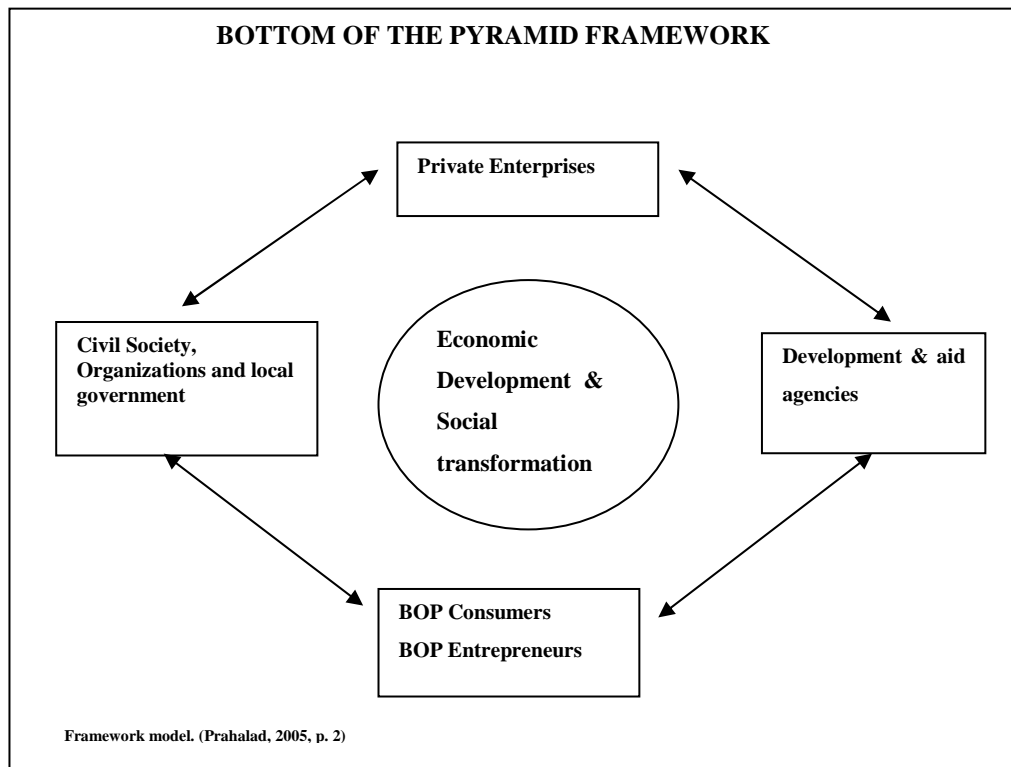 BOTTOM OF THE PYRAMID FRAMEWORK
Private Enterprises
Civil Society,
Organizations and local
government
Economic
Development &
Social
transformation
Development & aid
agencies
BOP Consumers
BOP Entrepreneurs
Framework model. (Prahalad, 2005, p. 2)